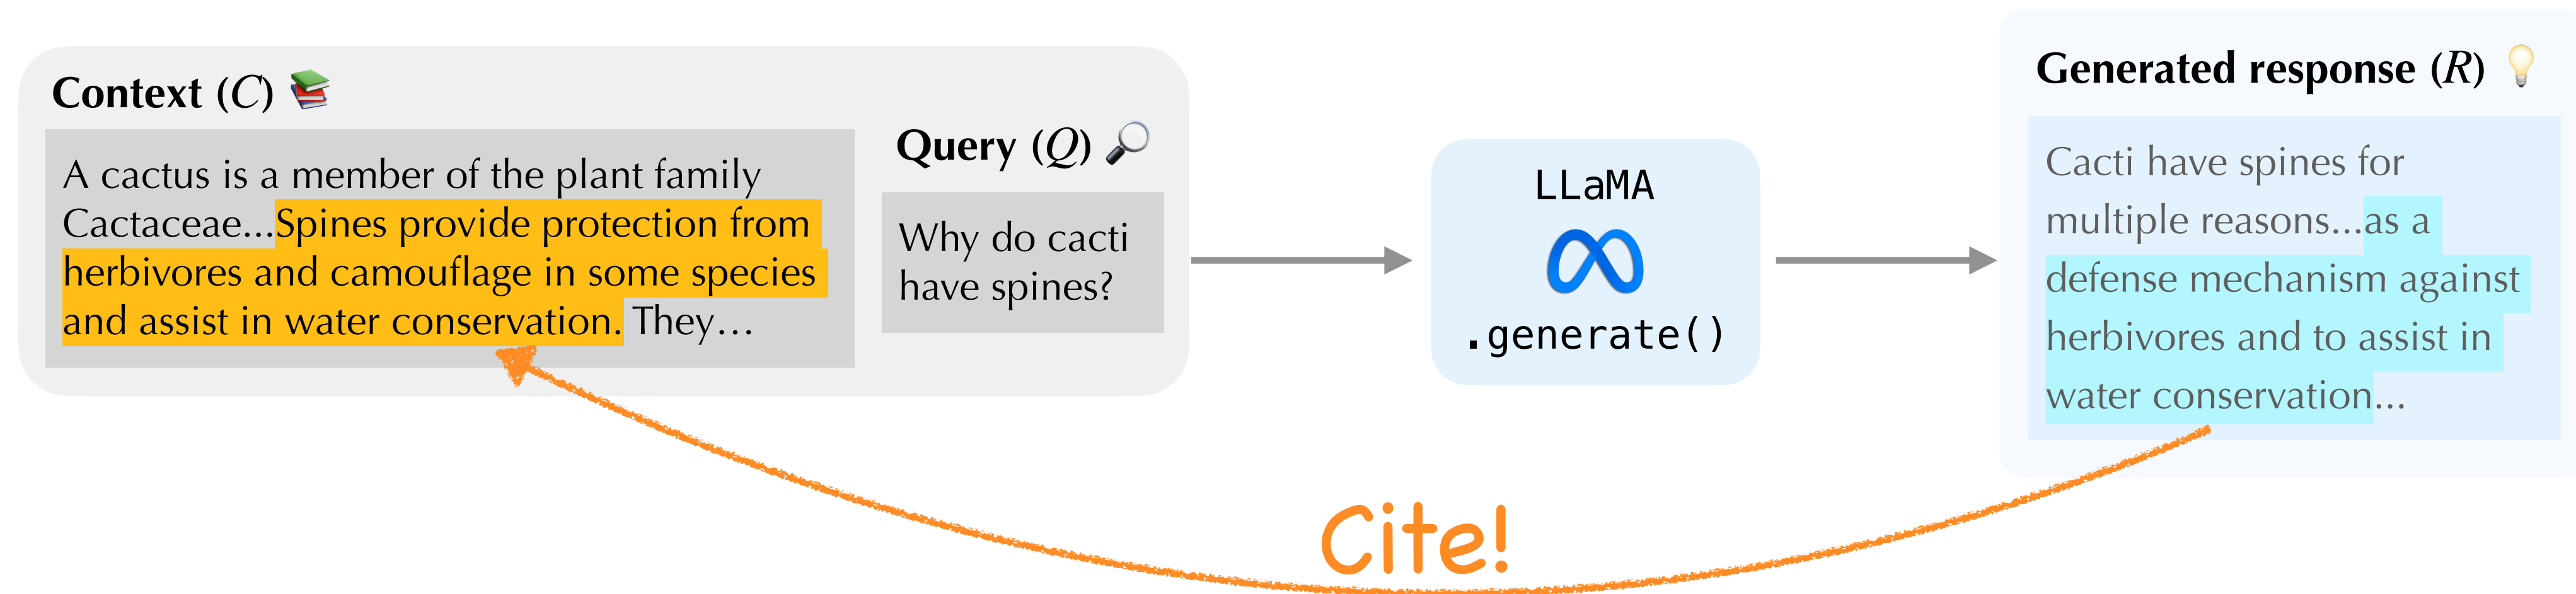 Context (C)
A cactus is a member of the plant family
Cactaceae...Spines provide protection from
herbivores and camouflage in some species
and assist in water conservation. They...
Query (Q)
Why do cacti
have spines?
LLaMA
.generate()
Generated response (R)
Cacti have spines for
multiple reasons...as a
defense mechanism against
herbivores and to assist in
water conservation...
Cite!